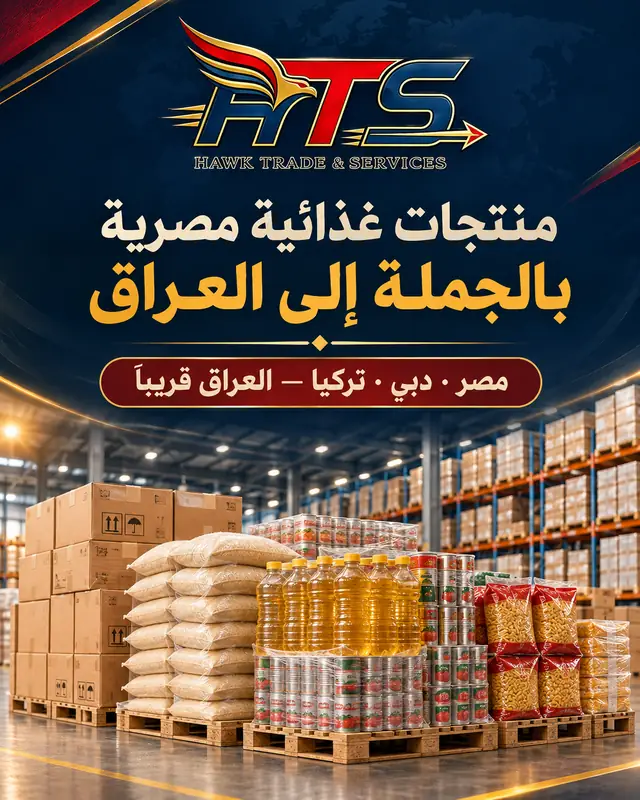 HTS
HAWK TRADE & SERVICES
منتجات غذائية مصرية
بالجملة إلى العراق
مصر · دبي · تركيا – العراق قريباً